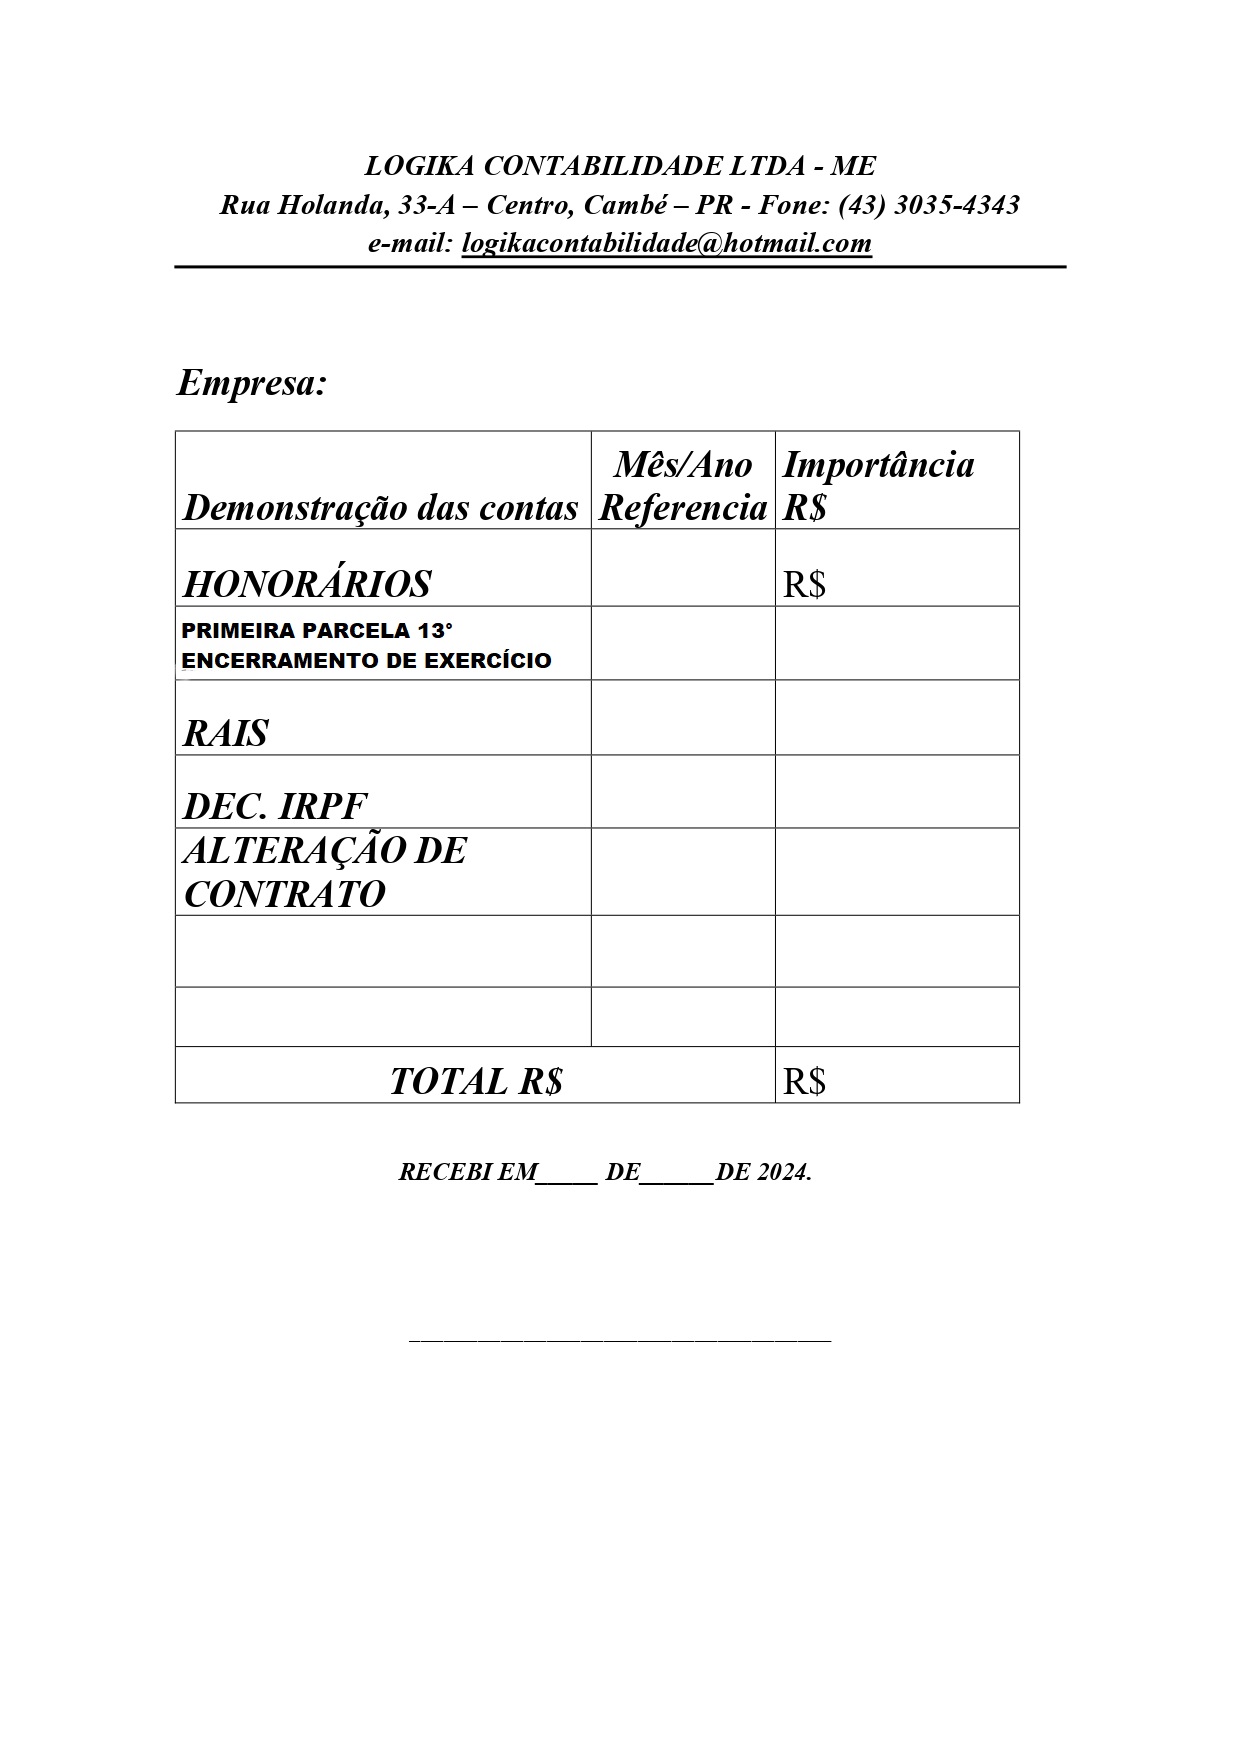 LOGIKA CONTABILIDADE LTDA - ME
Rua Holanda, 33-A – Centro, Cambé – PR - Fone: (43) 3035-4343
e-mail: logikacontabilidade@hotmail.com
Empresa:
Demonstração das contas
Mês/Ano
Referencia
Importância
R$
HONORÁRIOS
R$
PRIMEIRA PARCELA 13°
ENCERRAMENTO DE EXERCÍCIO
RAIS
DEC. IRPF
ALTERAÇÃO DE
CONTRATO
TOTAL R$
R$
RECEBI EM_____ DE______DE 2024.